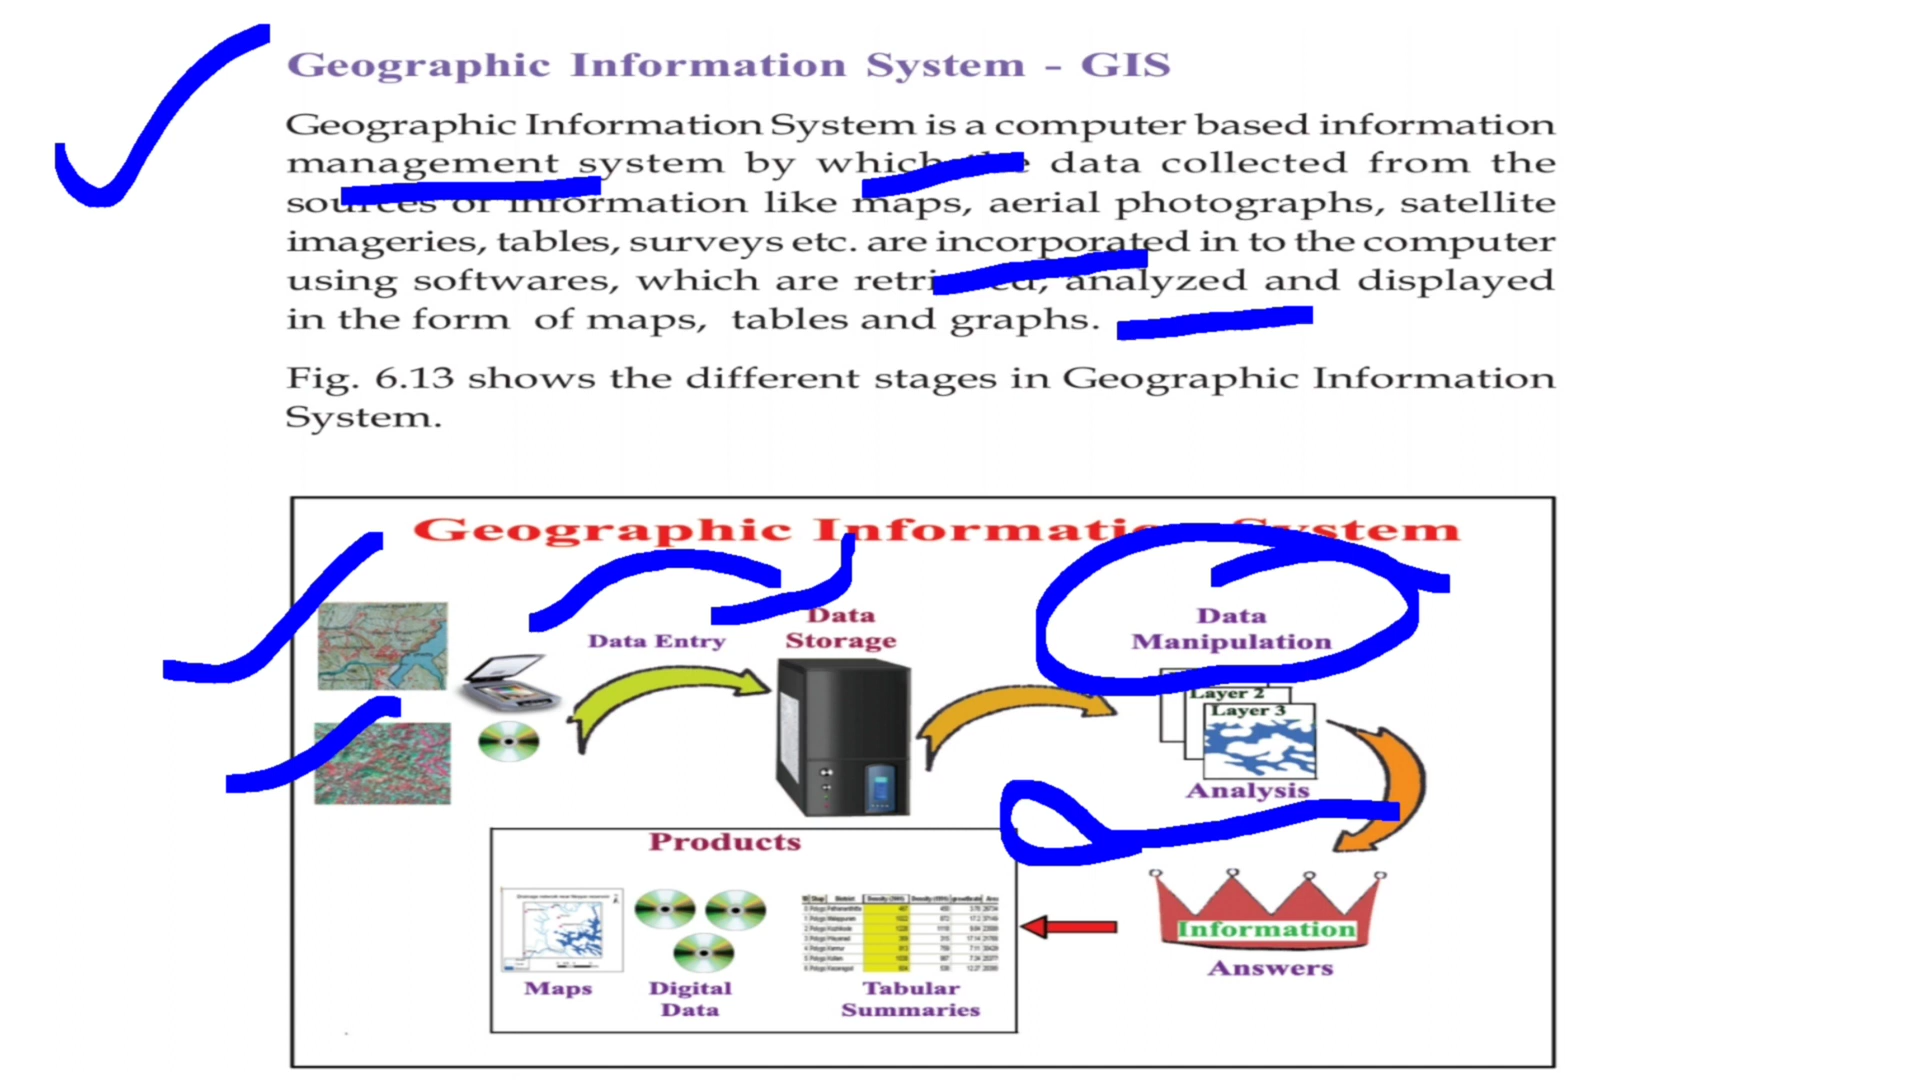 Geographic Information System - GIS
Geographic Information System is a computer based information
management system by which the data collected from the
sources of information like maps, aerial photographs, satellite
imageries, tables, surveys etc. are incorporated in to the computer
using softwares, which are retrieved, analyzed and displayed
in the form of maps, tables and graphs.
Fig. 6.13 shows the different stages in Geographic Information
System.
Geographic Information System
Data Entry
Data
Storage
Data
Manipulation
Layer 2
Layer 3
Analysis
Information
Answers
Products
Maps
Digital
Data
Tabular
Summaries